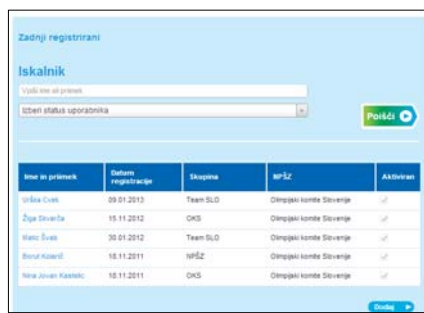 Zadnji registrirani
Iskalnik
Vpiši ime ali priimek
Izberi status uporabnika
Poišči
Ime in priimek Datum registracije Skupina NPŠZ Aktiviran
Urška Cvek 09.01.2013 Team SLO Olimpijski komite Slovenije
Žiga Škvarča 15.11.2012 OKS Olimpijski komite Slovenije
Matic Švab 30.01.2012 Team SLO Olimpijski komite Slovenije
Borut Kolarič 18.11.2011 NPŠZ Olimpijski komite Slovenije
Nina Jovan Kastelic 18.11.2011 OKS Olimpijski komite Slovenije
Dodaj